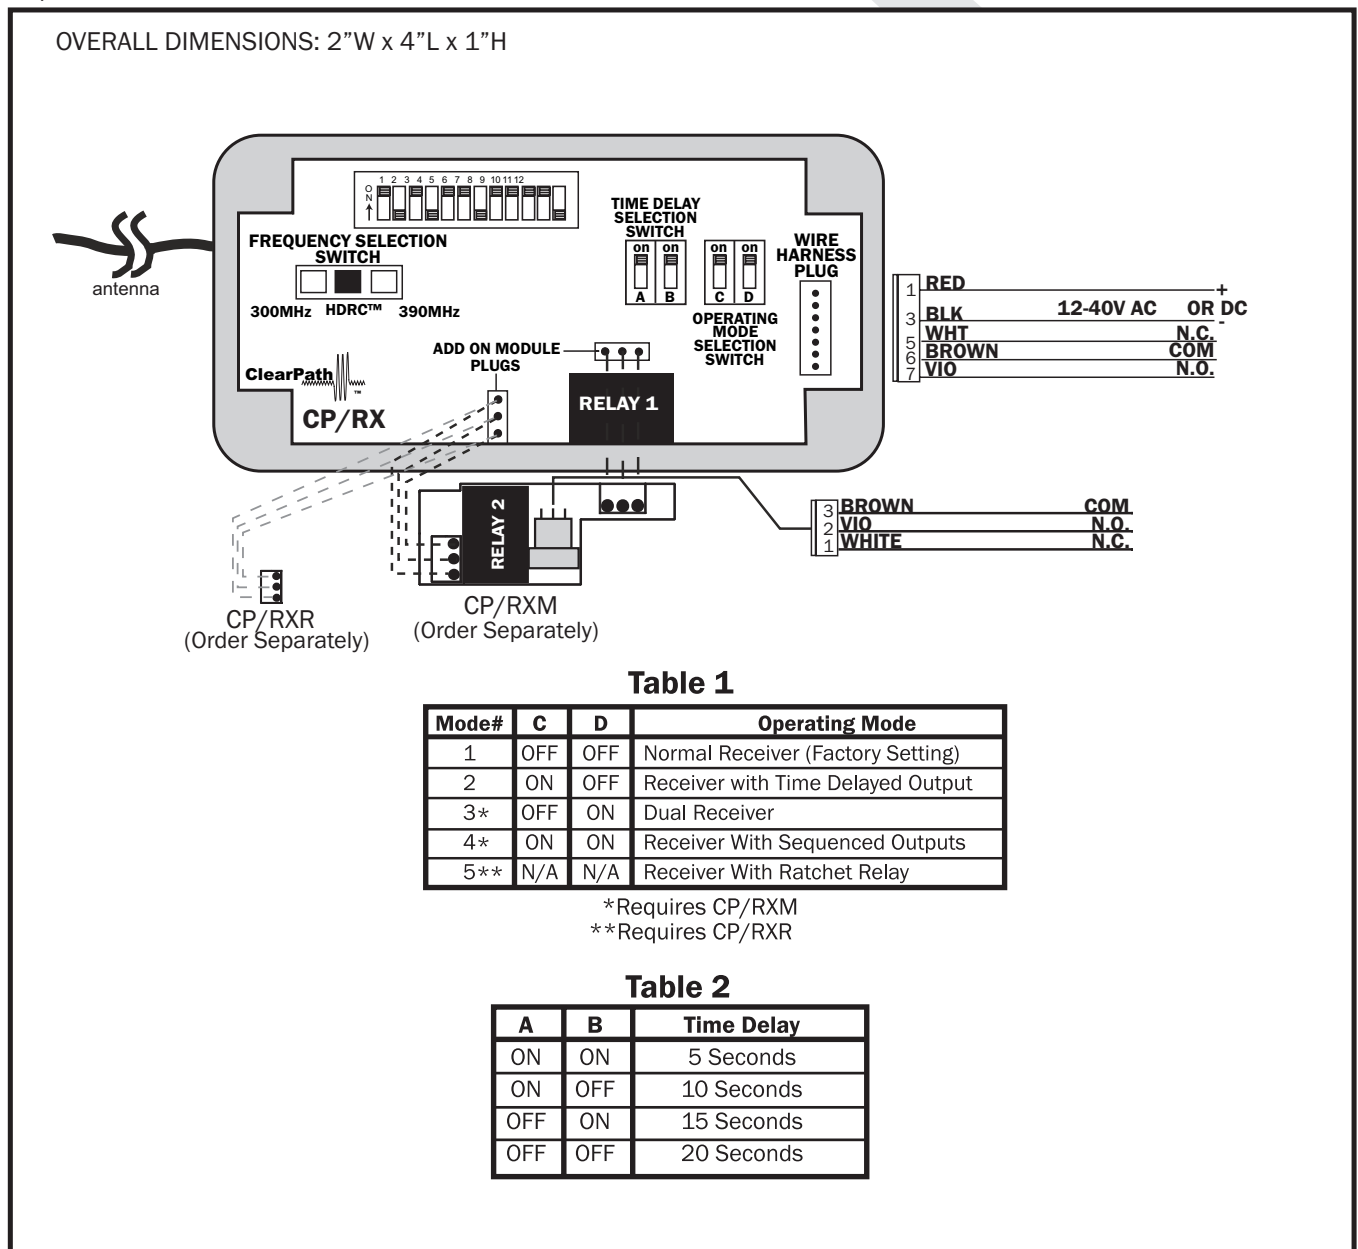 OVERALL DIMENSIONS: 2”W x 4”L x 1”H
1 2 3 4 5 6 7 8 9 10 11 12
ON
FREQUENCY SELECTION
SWITCH
300MHz HDRC™ 390MHz
antenna
TIME DELAY
SELECTION
SWITCH
on on
A B
on on
C D
OPERATING
MODE
SELECTION
SWITCH
WIRE
HARNESS
PLUG
ADD ON MODULE
PLUGS
ClearPath ™
CP/RX
RELAY 1
1 RED +
3 BLK 12-40V AC OR DC -
5 WHT N.C.
6 BROWN COM
7 VIO N.O.
RELAY 2
3 BROWN COM
2 VIO N.O.
1 WHITE N.C.
CP/RXR
(Order Separately)
CP/RXM
(Order Separately)
Table 1
Mode# C D Operating Mode
1 OFF OFF Normal Receiver (Factory Setting)
2 ON OFF Receiver with Time Delayed Output
3* OFF ON Dual Receiver
4* ON ON Receiver With Sequenced Outputs
5** N/A N/A Receiver With Ratchet Relay
*Requires CP/RXM
**Requires CP/RXR
Table 2
A B Time Delay
ON ON 5 Seconds
ON OFF 10 Seconds
OFF ON 15 Seconds
OFF OFF 20 Seconds